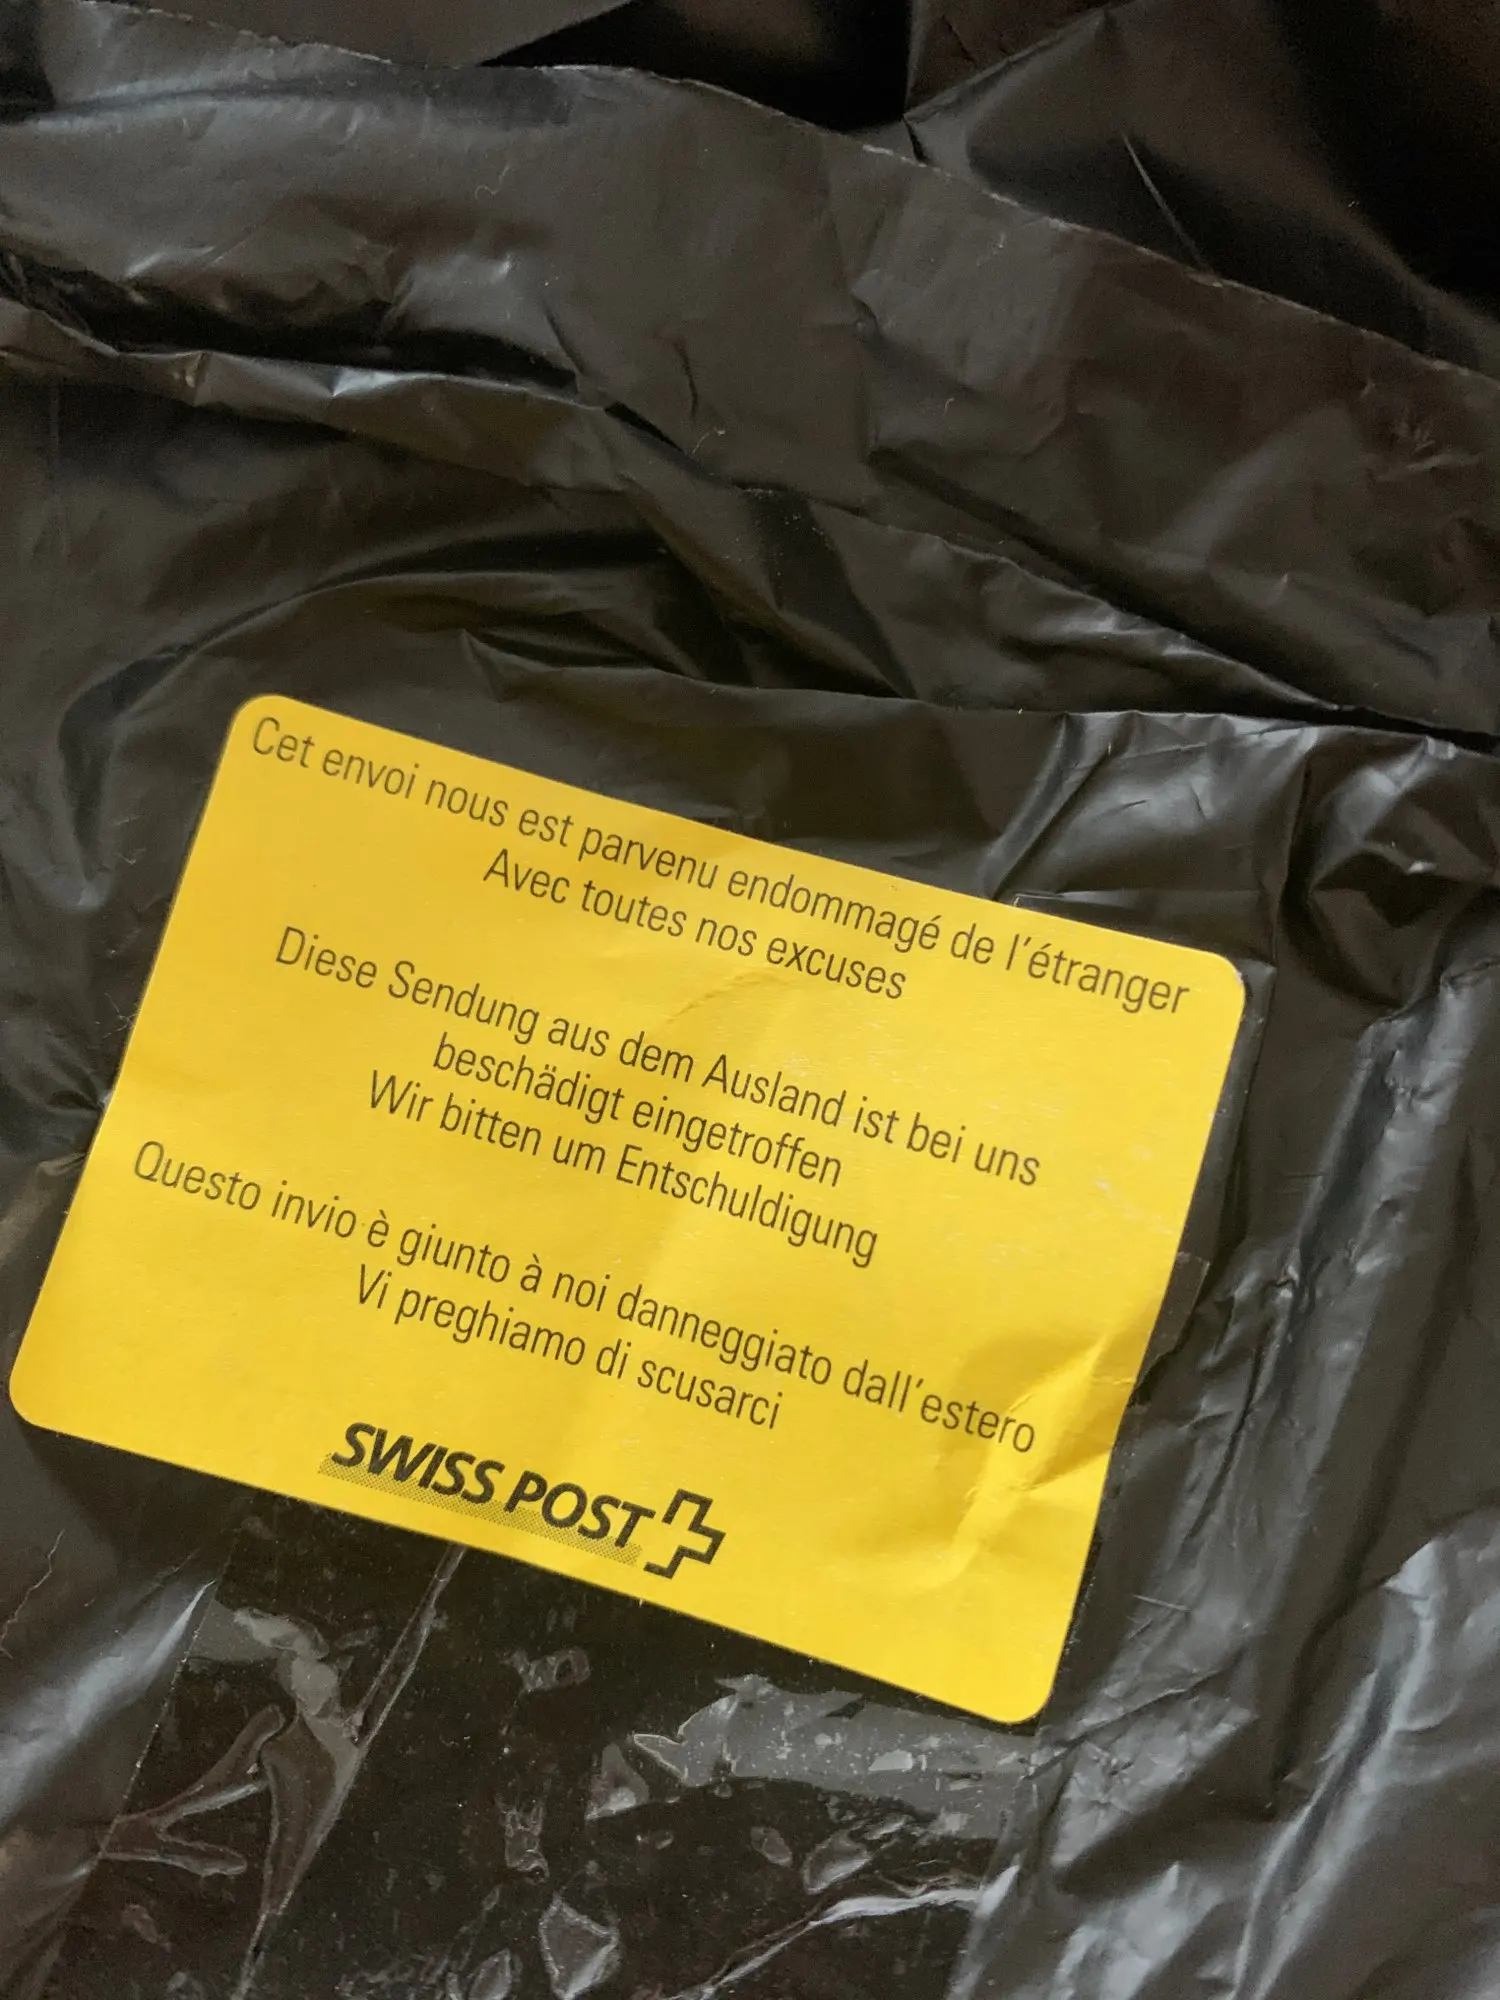 Cet envoi nous est parvenu endommagé de l'étranger
Avec toutes nos excuses
Diese Sendung aus dem Ausland ist bei uns
beschädigt eingetroffen
Wir bitten um Entschuldigung
Questo invio è giunto à noi danneggiato dall'estero
Vi preghiamo di scusarci
SWISS POST